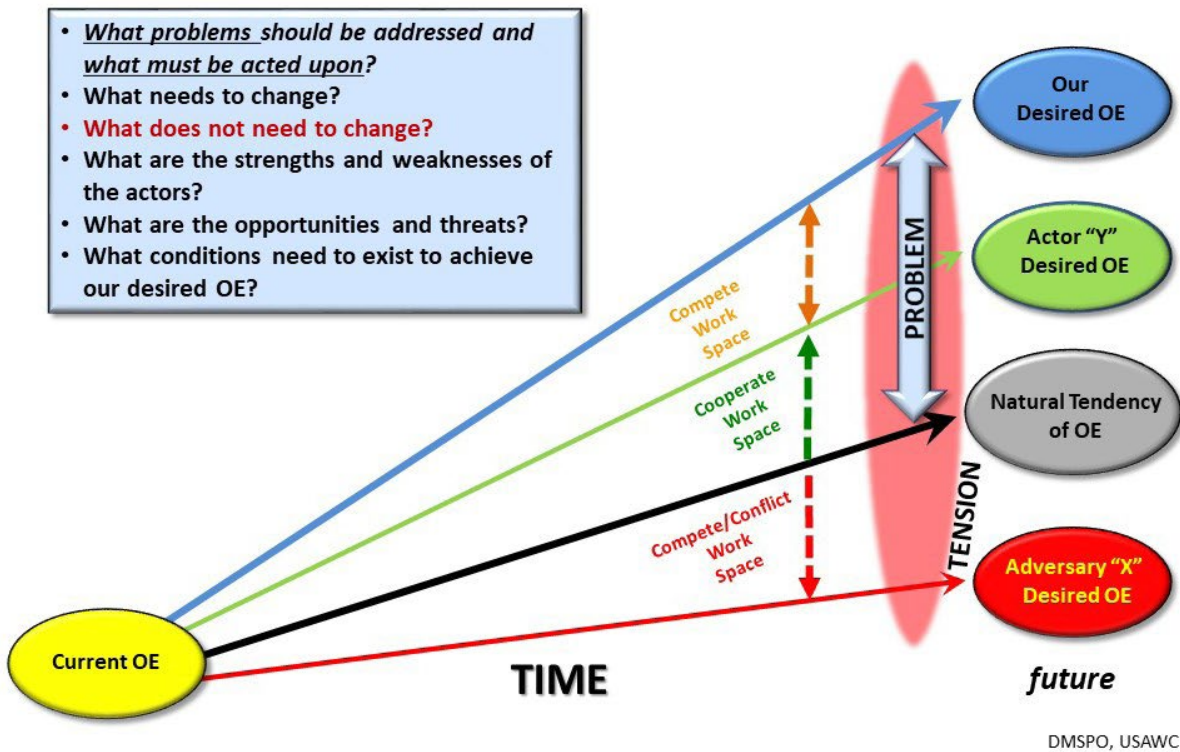 • What problems should be addressed and
what must be acted upon?
• What needs to change?
• What does not need to change?
• What are the strengths and weaknesses of
the actors?
• What are the opportunities and threats?
• What conditions need to exist to achieve
our desired OE?
Our
Desired OE
Actor “Y”
Desired OE
PROBLEM
Compete
Work
Space
Cooperate
Work
Space
Natural Tendency
of OE
Compete/Conflict
Work
Space
TENSION
Adversary “X”
Desired OE
Current OE
TIME
future
DMSPO, USAWC